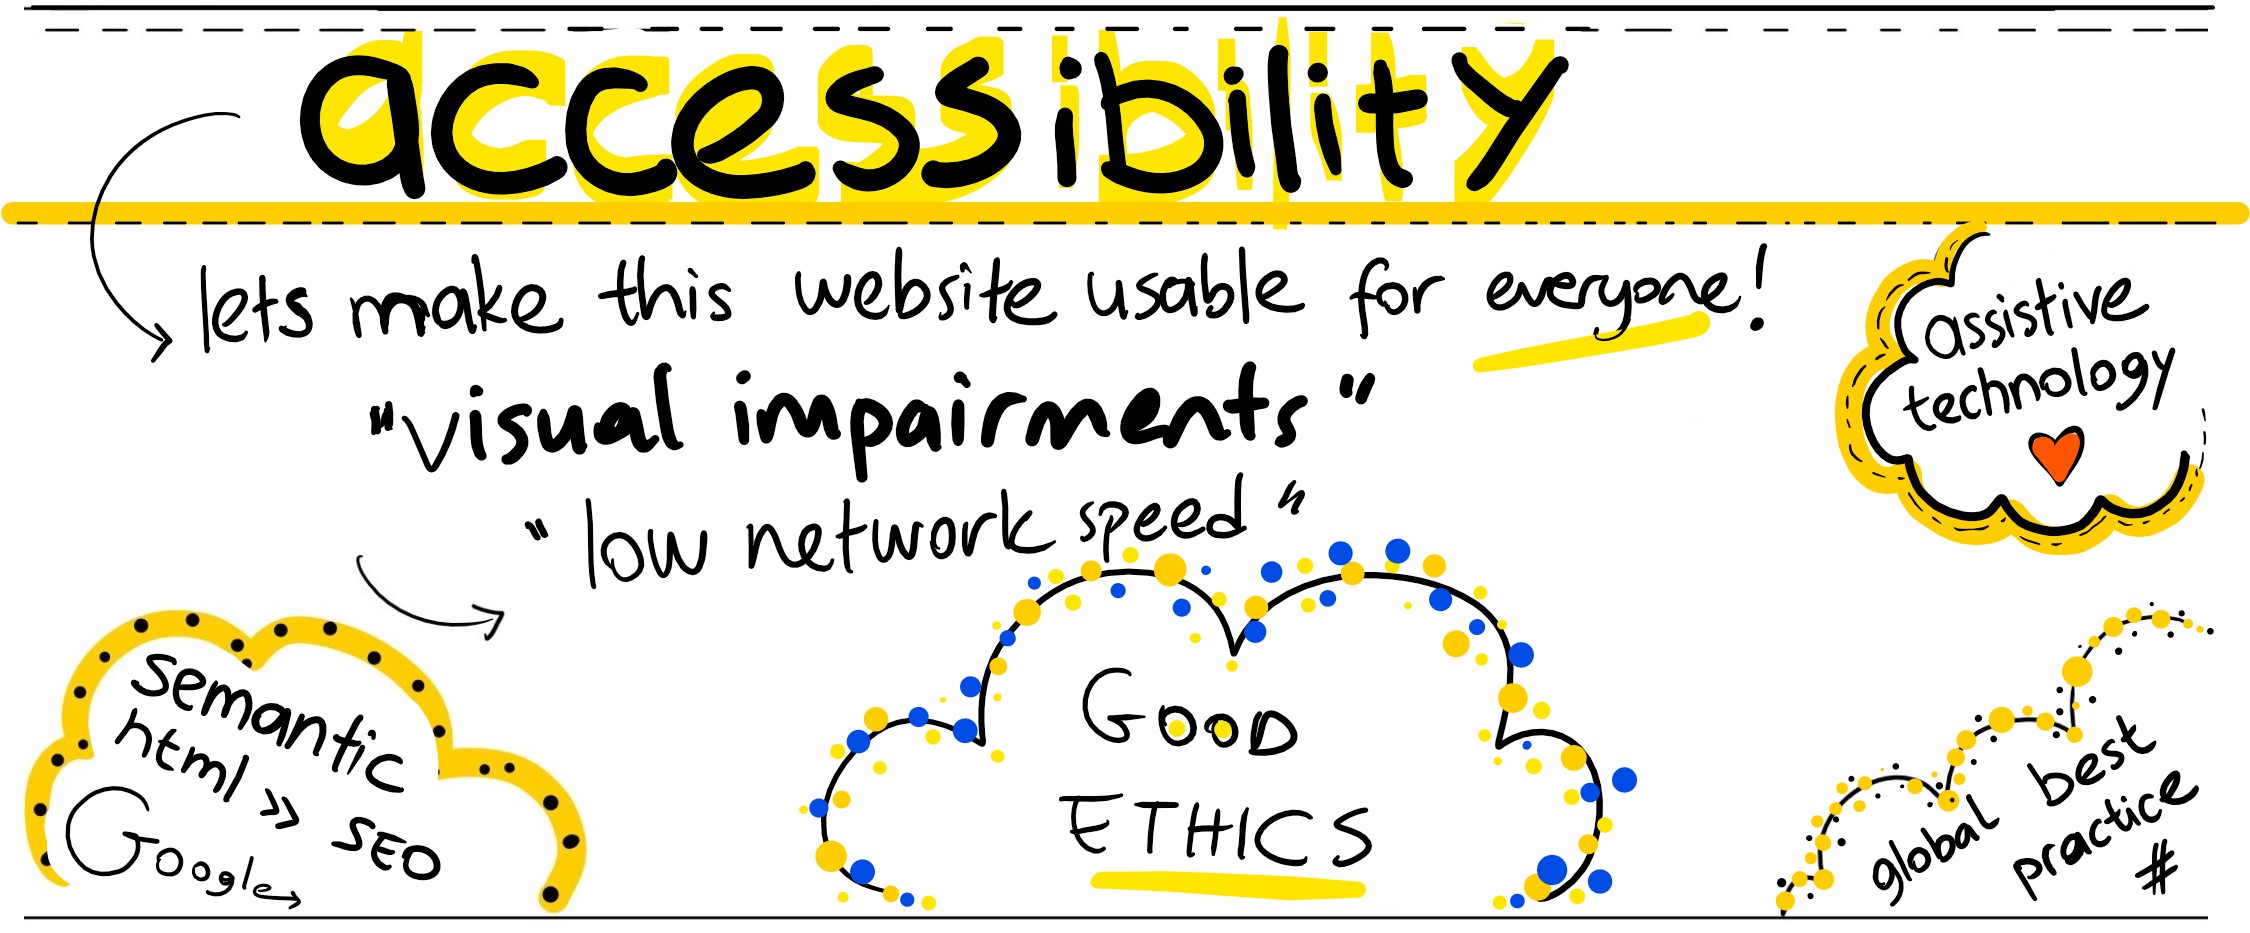 accessibility
lets make this website usable for everyone!
"visual impairments"
"low network speed"
assistive
technology
semantic
html >> SEO
Google
GOOD
ETHICS
global best
practice
#